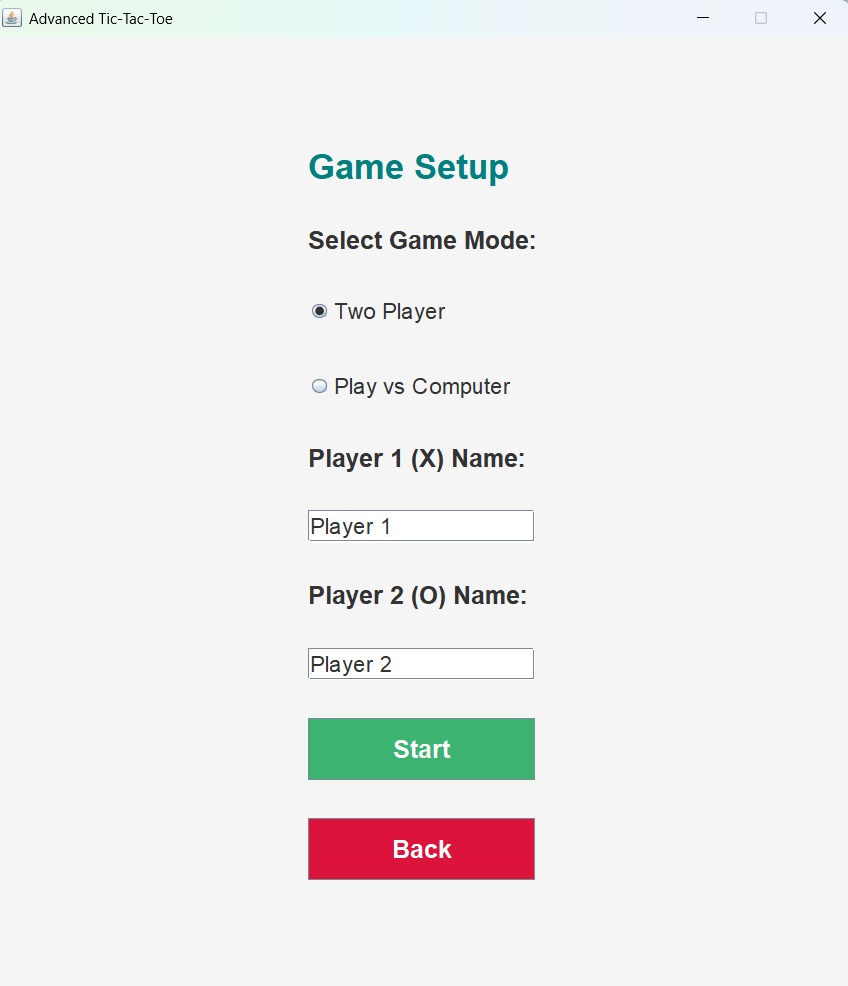 Advanced Tic-Tac-Toe
Game Setup
Select Game Mode:
Two Player
Play vs Computer
Player 1 (X) Name:
Player 1
Player 2 (O) Name:
Player 2
Start
Back